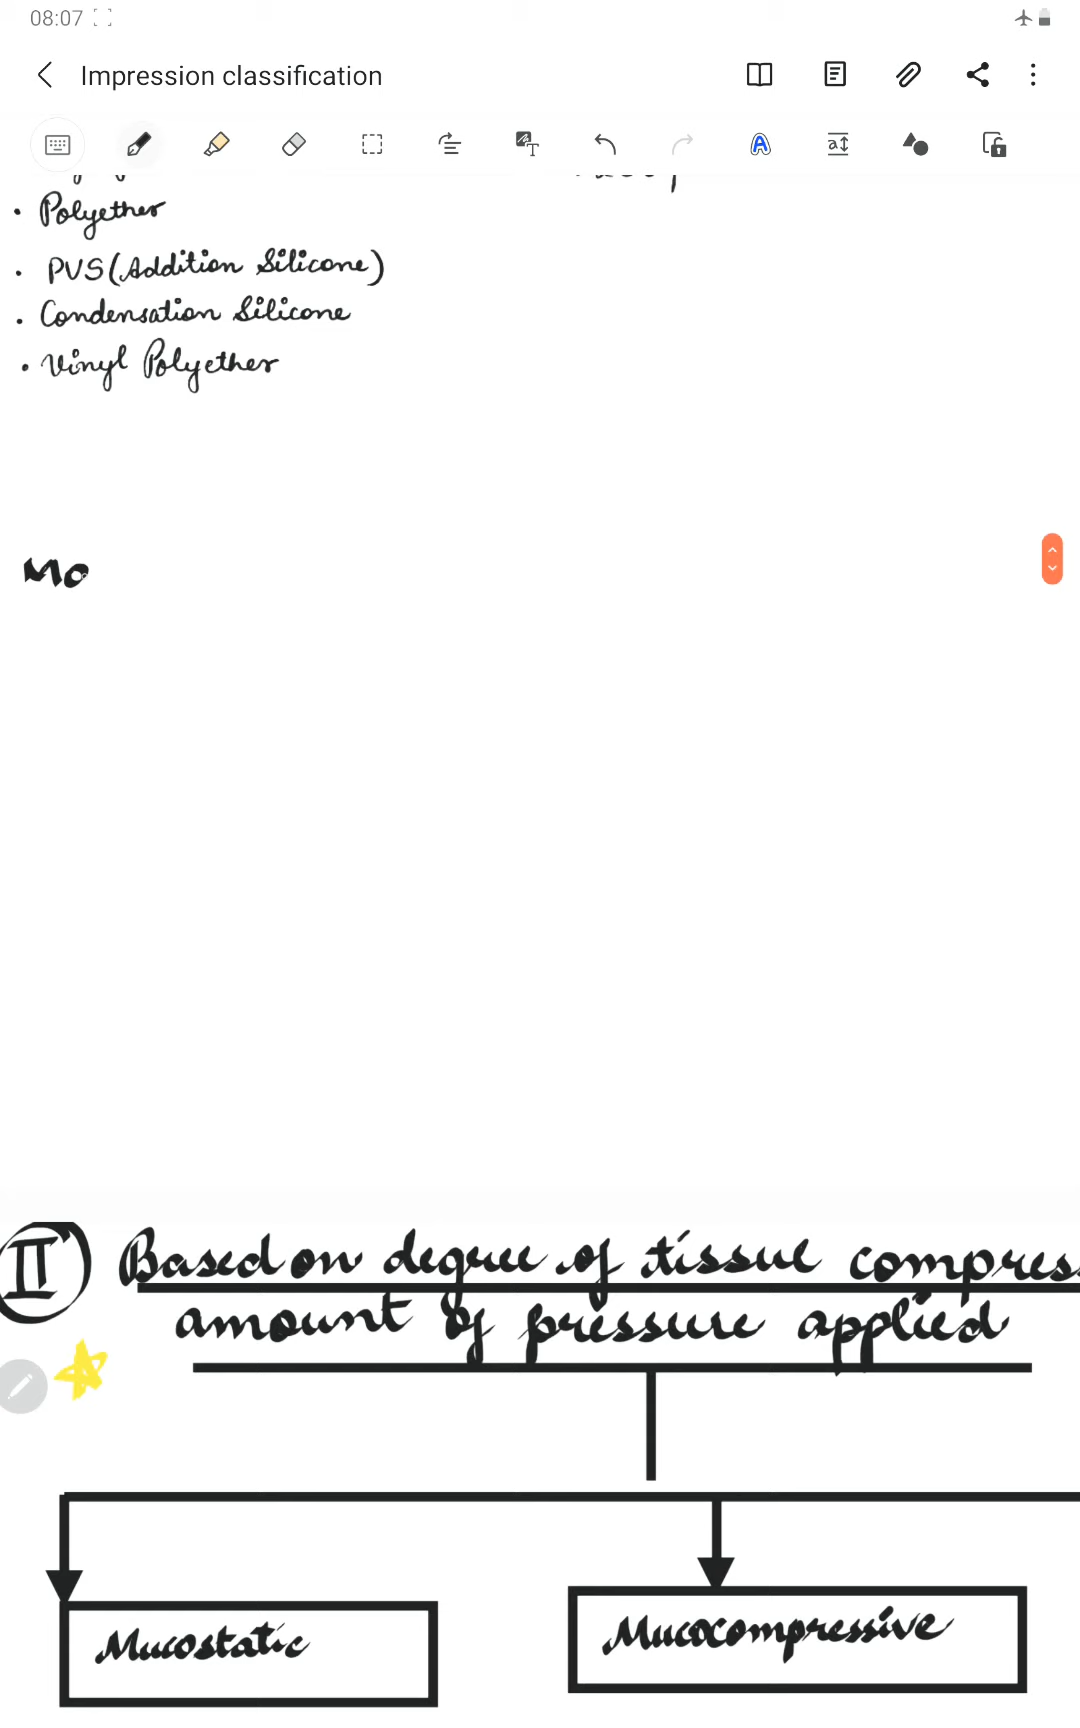 08:07
Impression classification
• Polyether
• PVS (Addition Silicone)
• Condensation Silicone
• Vinyl Polyether
Mo
II Based on degree of tissue compres
amount of pressure applied
Mucostatic
Mucocompressive